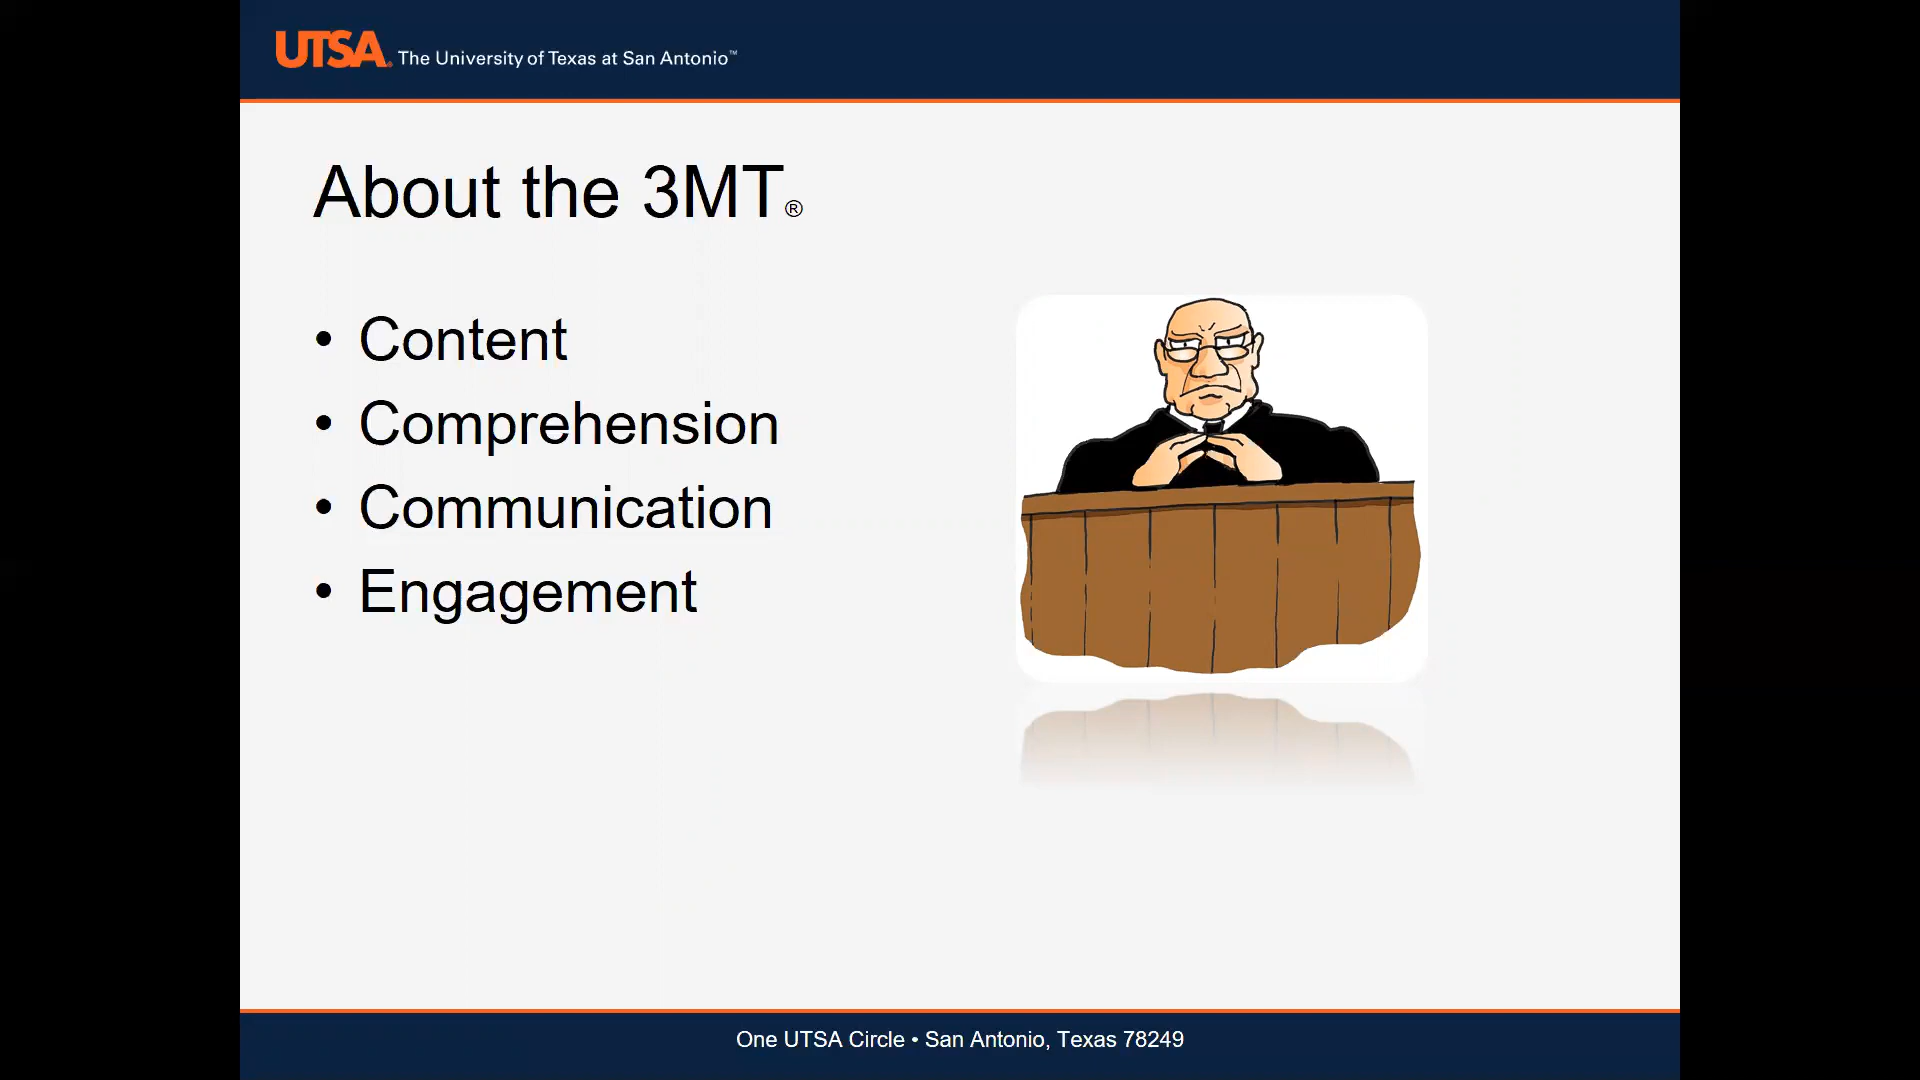 UTSA. The University of Texas at San Antonio™
About the 3MT®
• Content
• Comprehension
• Communication
• Engagement
One UTSA Circle • San Antonio, Texas 78249